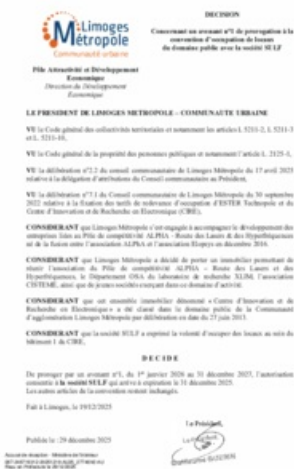 Limoges
Métropole
Communauté urbaine
DECISION
Concernant un avenant n°1 de prorogation à la
convention d'occupation de locaux
du domaine public avec la société SULF
Pôle Attractivité et Développement
Economique
Direction du Développement
Economique
LE PRESIDENT DE LIMOGES METROPOLE – COMMUNAUTE URBAINE
VU le Code général des collectivités territoriales et notamment les articles L 5211-2, L 5211-3
et L. 5211-10,
VU le Code général de la propriété des personnes publiques et notamment l'article L. 2125-1,
VU la délibération n°2.2 du conseil communautaire de Limoges Métropole du 17 avril 2025
relative à la délégation d'attributions du Conseil communautaire au Président,
VU la délibération n°7.1 du Conseil communautaire de Limoges Métropole du 30 septembre
2022 relative à la fixation des tarifs de redevance d'occupation d'ESTER Technopole et du
Centre d'Innovation et de Recherche en Electronique (CIRE),
CONSIDERANT que Limoges Métropole s'est engagée à accompagner le développement des
entreprises liées au Pôle de compétitivité ALPHA – Route des Lasers & des Hyperfréquences
né de la fusion entre l'association ALPHA et l'association Elopsys en décembre 2016,
CONSIDERANT que Limoges Métropole a décidé de porter un immobilier permettant de
réunir l'association du Pôle de compétitivité ALPHA – Route des Lasers et des
Hyperfréquences, le Département OSA du laboratoire de recherche XLIM, l'association
CISTEME, ainsi que de jeunes sociétés exerçant dans ce domaine d'activité,
CONSIDERANT que cet ensemble immobilier dénommé « Centre d'Innovation et de
Recherche en Electronique » a été classé dans le domaine public de la Communauté
d'agglomération Limoges Métropole par délibération en date du 27 juin 2013,
CONSIDERANT que la société SULF a exprimé la volonté d'occuper des locaux au sein du
bâtiment 1 du CIRE,
DECIDE
De proroger par un avenant n°1, du 1er janvier 2026 au 31 décembre 2027, l'autorisation
consentie à la société SULF qui arrive à expiration le 31 décembre 2025.
Les autres articles de la convention restent inchangés.
Fait à Limoges, le 19/12/2025
Le Président,
Publiée le : 29 décembre 2025
Accusé de réception - Ministère de l'Intérieur